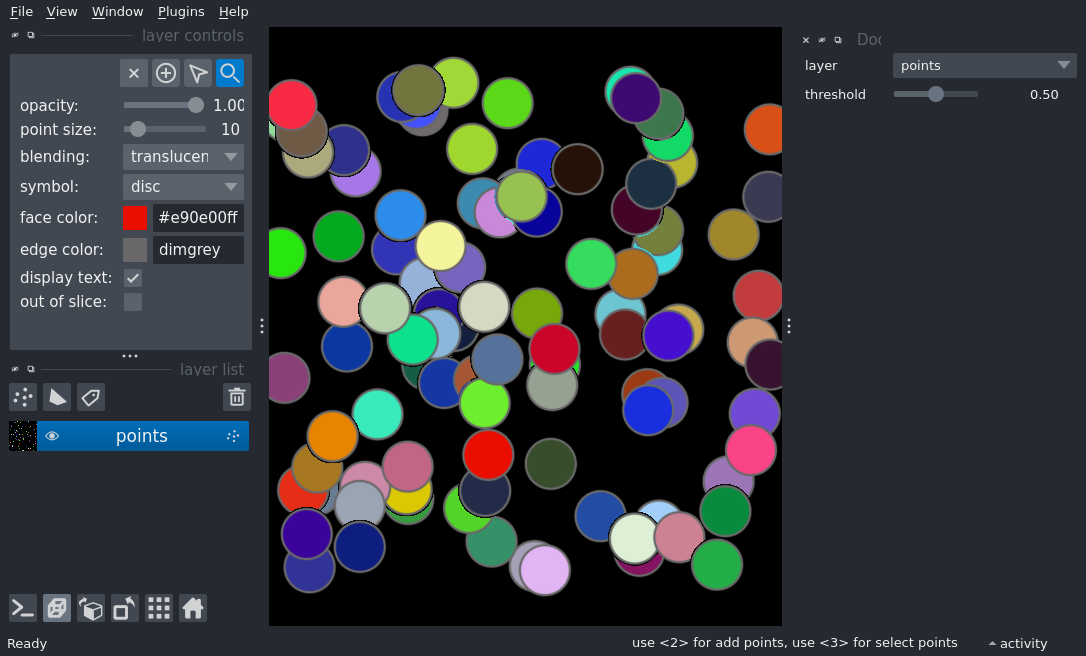 File View Window Plugins Help
layer controls
opacity: 1.00
point size: 10
blending: translucen
symbol: disc
face color: #e90e00ff
edge color: dimgrey
display text:
out of slice:
layer list
points
Ready
layer points
threshold 0.50
use <2> for add points, use <3> for select points
activity